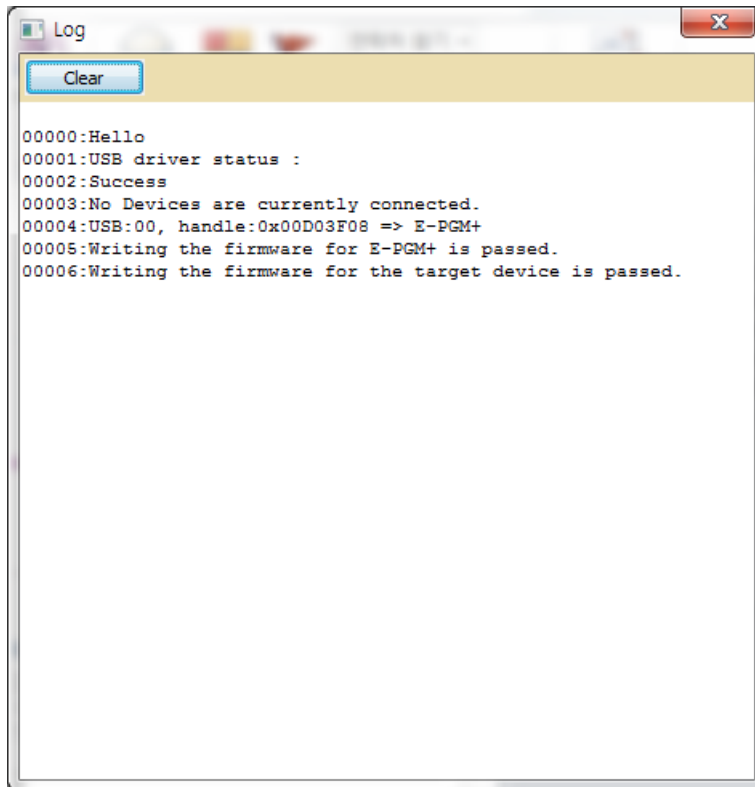 Log
Clear
00000:Hello
00001:USB driver status :
00002:Success
00003:No Devices are currently connected.
00004:USB:00, handle:0x00D03F08 => E-PGM+
00005:Writing the firmware for E-PGM+ is passed.
00006:Writing the firmware for the target device is passed.